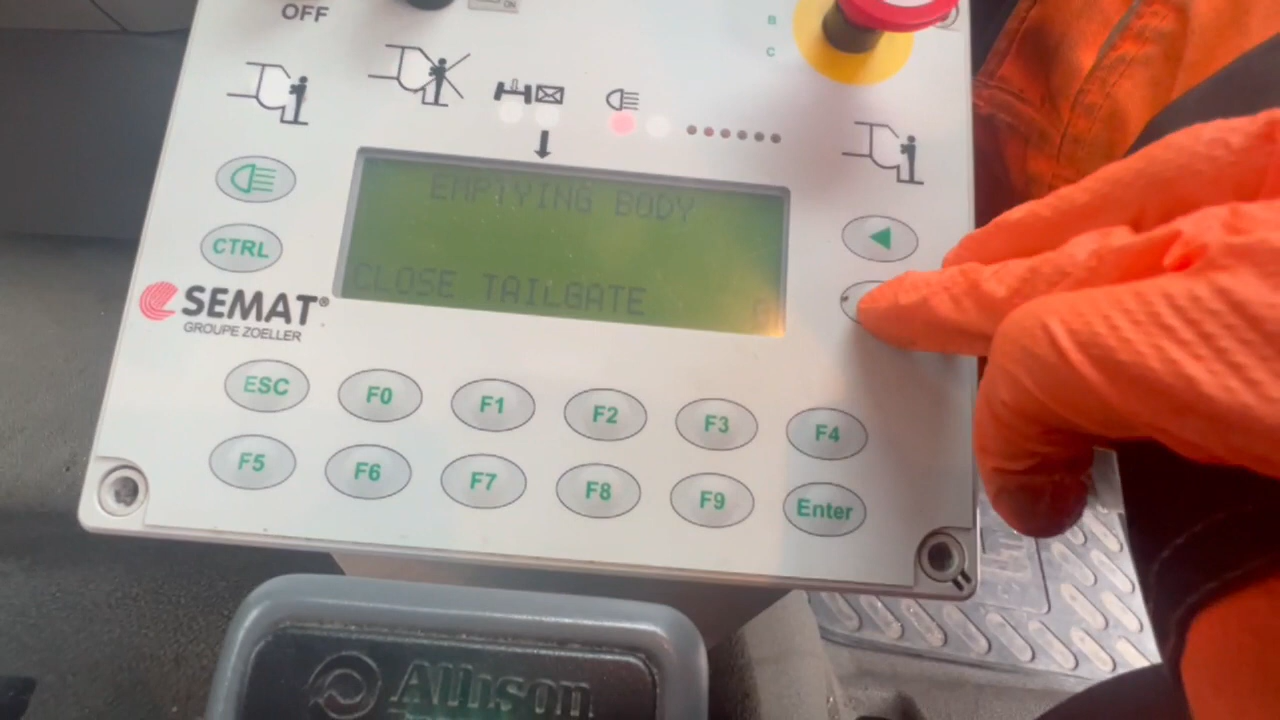 OFF
ON
B
C
EMPTYING BODY
CLOSE TAILGATE
CTRL
SEMAT®
GROUPE ZOELLER
ESC
F0
F1
F2
F3
F4
F5
F6
F7
F8
F9
Enter
Allison